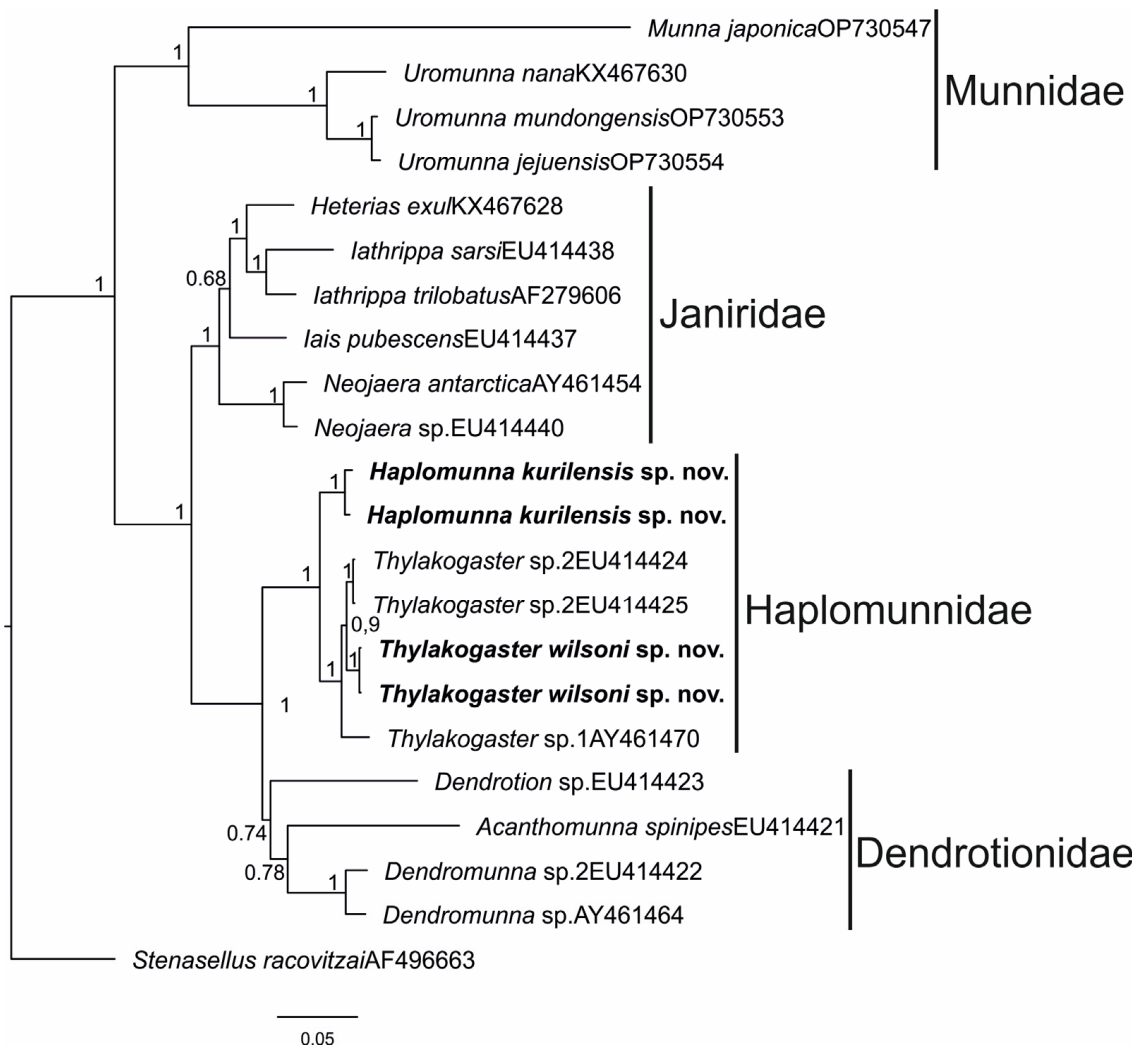 Munna japonicaOP730547
1
Uromunna nanaKX467630
Munnidae
1
Uromunna mundongensisOP730553
1
Uromunna jejuensisOP730554
Heterias exulKX467628
1
Iathrippa sarsiEU414438
1
0.68
1
Iathrippa trilobatusAF279606
Janiridae
1
Iais pubescensEU414437
Neojaera antarcticaAY461454
1
Neojaera sp.EU414440
Haplomunna kurilensis sp. nov.
1
1
Haplomunna kurilensis sp. nov.
Thylakogaster sp.2EU414424
1
1
Thylakogaster sp.2EU414425
Haplomunnidae
0,9
Thylakogaster wilsoni sp. nov.
1
1
Thylakogaster wilsoni sp. nov.
1
Thylakogaster sp.1AY461470
Dendrotion sp.EU414423
0.74
Acanthomunna spinipesEU414421
Dendrotionidae
0.78
Dendromunna sp.2EU414422
1
Dendromunna sp.AY461464
Stenasellus racovitzaiAF496663
0.05